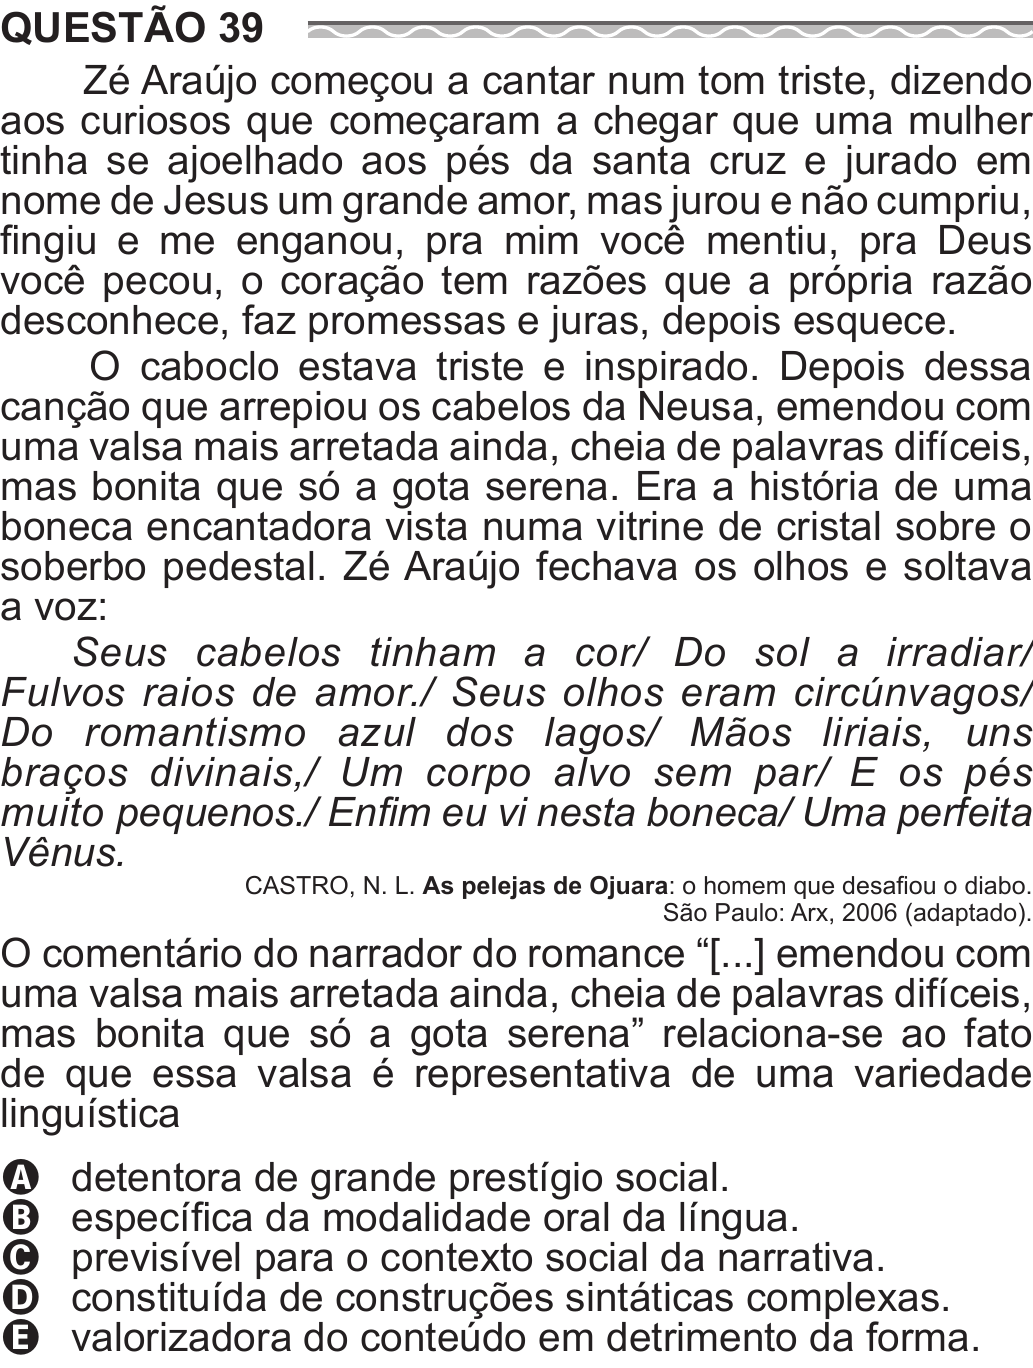 QUESTÃO 39
Zé Araújo começou a cantar num tom triste, dizendo
aos curiosos que começaram a chegar que uma mulher
tinha se ajoelhado aos pés da santa cruz e jurado em
nome de Jesus um grande amor, mas jurou e não cumpriu,
fingiu e me enganou, pra mim você mentiu, pra Deus
você pecou, o coração tem razões que a própria razão
desconhece, faz promessas e juras, depois esquece.
O caboclo estava triste e inspirado. Depois dessa
canção que arrepiou os cabelos da Neusa, emendou com
uma valsa mais arretada ainda, cheia de palavras difíceis,
mas bonita que só a gota serena. Era a história de uma
boneca encantadora vista numa vitrine de cristal sobre o
soberbo pedestal. Zé Araújo fechava os olhos e soltava
a voz:
Seus cabelos tinham a cor/ Do sol a irradiar/
Fulvos raios de amor./ Seus olhos eram circúnvagos/
Do romantismo azul dos lagos/ Mãos liriais, uns
braços divinais,/ Um corpo alvo sem par/ E os pés
muito pequenos./ Enfim eu vi nesta boneca/ Uma perfeita
Vênus.
CASTRO, N. L. As pelejas de Ojuara: o homem que desafiou o diabo.
São Paulo: Arx, 2006 (adaptado).
O comentário do narrador do romance “[...] emendou com
uma valsa mais arretada ainda, cheia de palavras difíceis,
mas bonita que só a gota serena” relaciona-se ao fato
de que essa valsa é representativa de uma variedade
linguística
A detentora de grande prestígio social.
B específica da modalidade oral da língua.
C previsível para o contexto social da narrativa.
D constituída de construções sintáticas complexas.
E valorizadora do conteúdo em detrimento da forma.